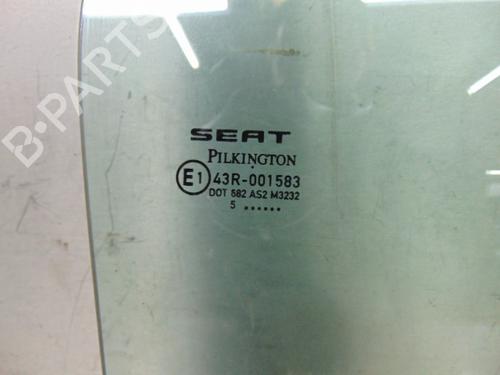 B-PARTS
SEAT
PILKINGTON
E1 43R-001583
DOT 582 AS2 M3232
5 ......